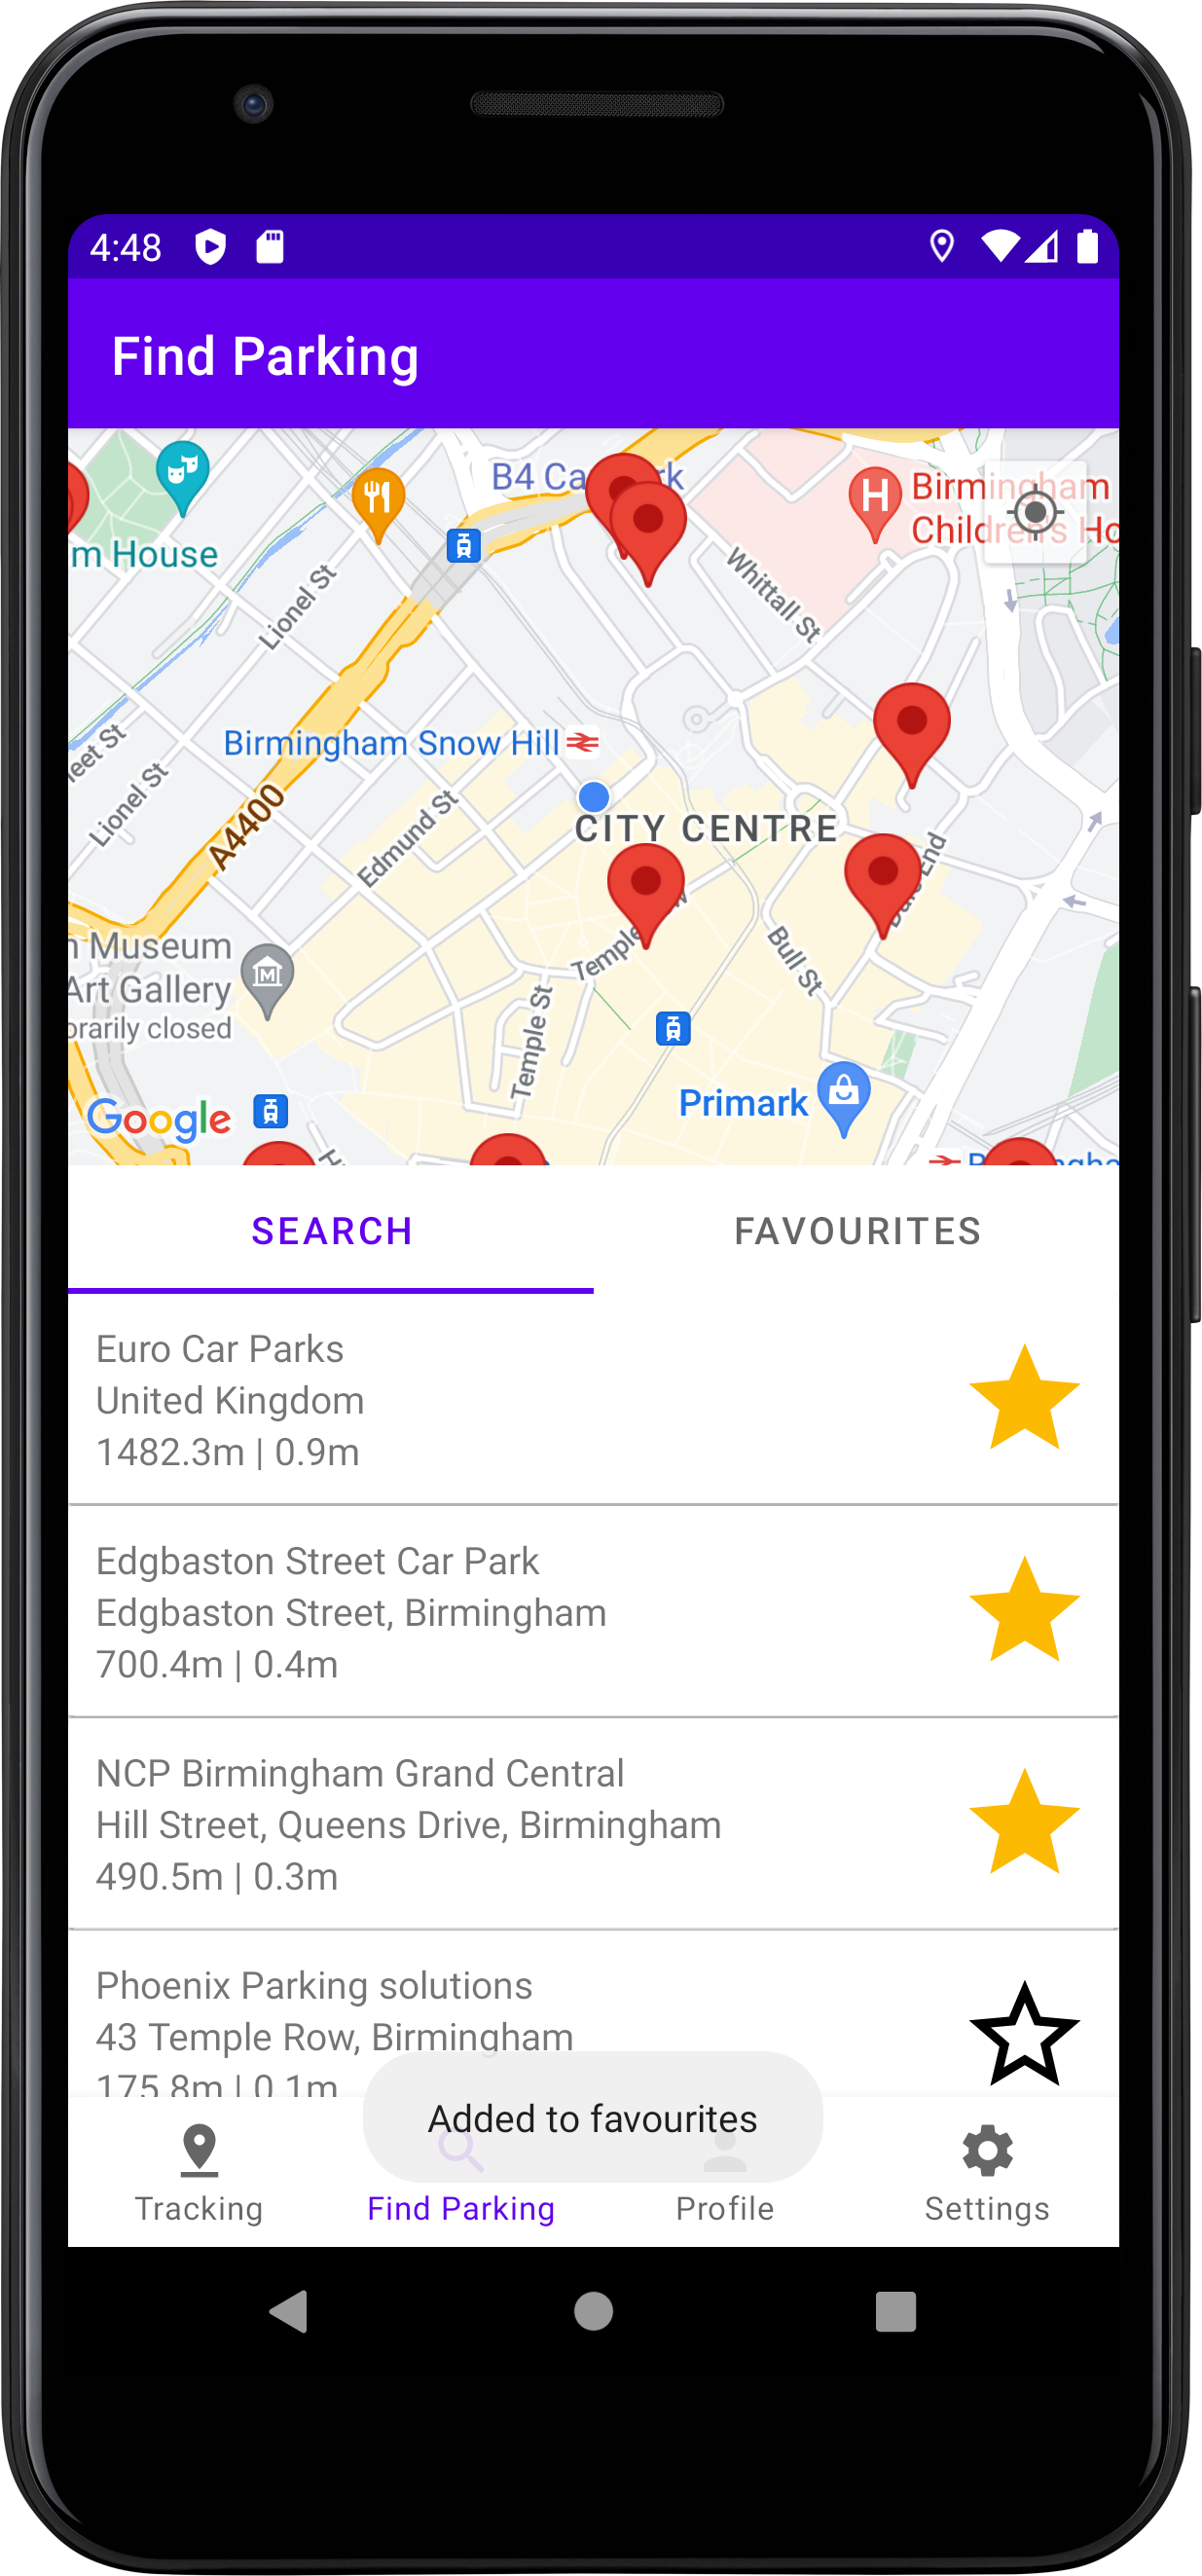 4:48
Find Parking
B4 Ca rk
Birmingham
Children's Ho
m House
Lionel St
Whittall St
Birmingham Snow Hill
eet St
Lionel St
A4400
Edmund St
CITY CENTRE
End
Temple
Bull St
n Museum
Art Gallery
orarily closed
Temple St
Primark
Google
SEARCH
FAVOURITES
Euro Car Parks
United Kingdom
1482.3m | 0.9m
Edgbaston Street Car Park
Edgbaston Street, Birmingham
700.4m | 0.4m
NCP Birmingham Grand Central
Hill Street, Queens Drive, Birmingham
490.5m | 0.3m
Phoenix Parking solutions
43 Temple Row, Birmingham
175.8m | 0.1m
Added to favourites
Tracking
Find Parking
Profile
Settings